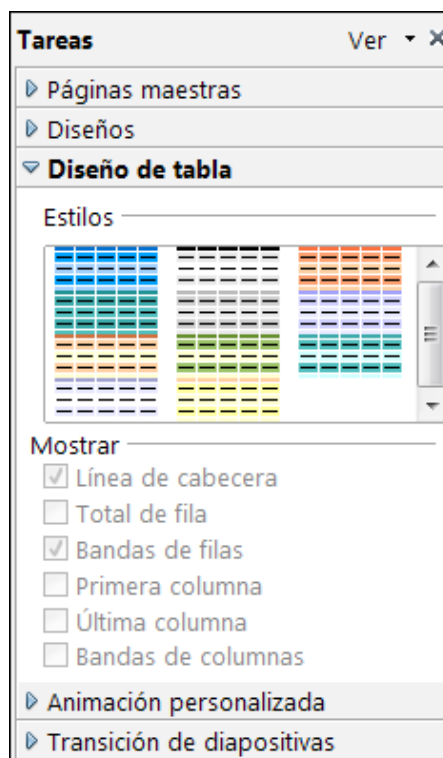 Tareas Ver
Páginas maestras
Diseños
Diseño de tabla
Estilos
Mostrar
Línea de cabecera
Total de fila
Bandas de filas
Primera columna
Última columna
Bandas de columnas
Animación personalizada
Transición de diapositivas